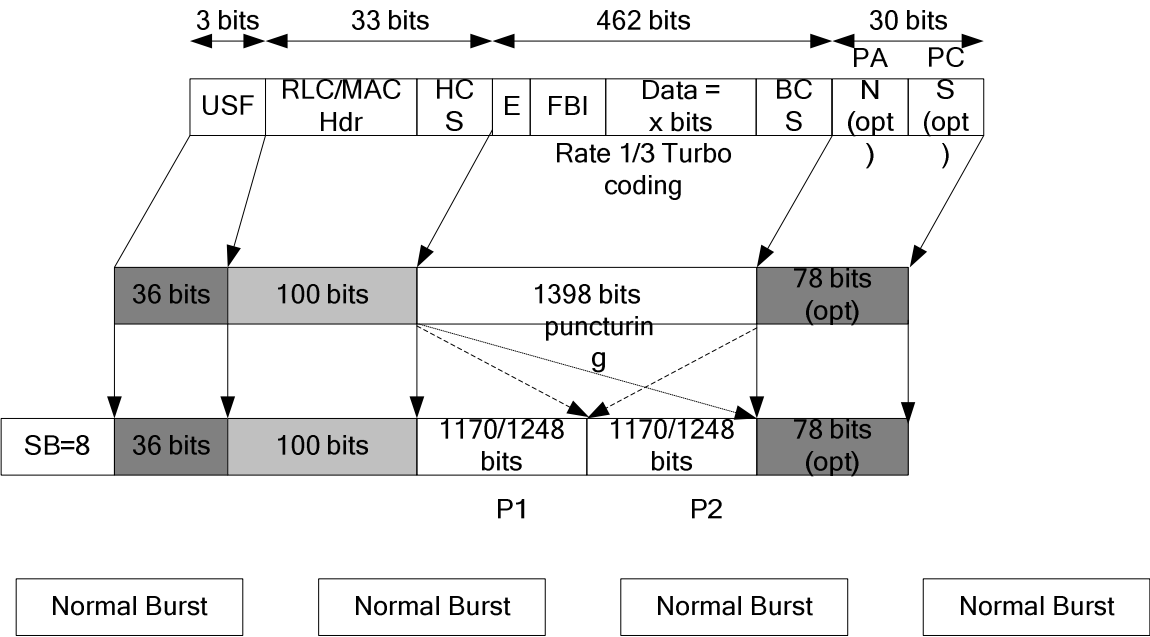 3 bits
33 bits
462 bits
30 bits
USF
RLC/MAC
Hdr
HC
S
E
FBI
Data =
x bits
BC
S
PA
N
(opt
)
PC
S
(opt
)
Rate 1/3 Turbo
coding
36 bits
100 bits
1398 bits
78 bits
(opt)
puncturin
g
SB=8
36 bits
100 bits
1170/1248
bits
1170/1248
bits
78 bits
(opt)
P1
P2
Normal Burst
Normal Burst
Normal Burst
Normal Burst